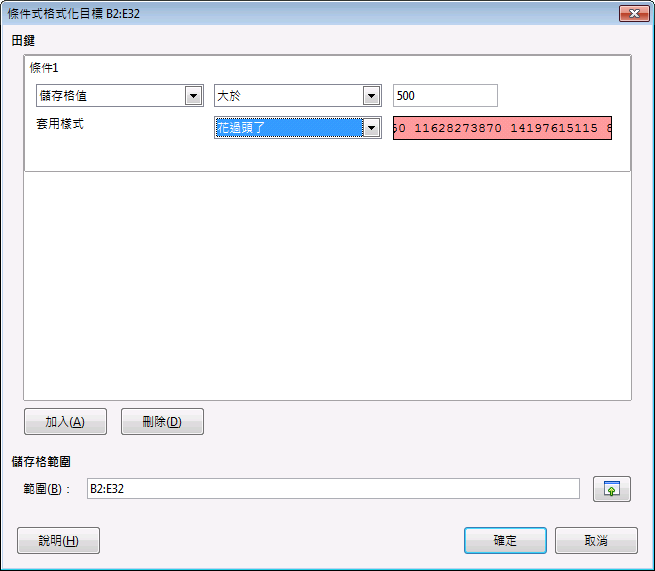 條件式格式化目標 B2:E32
田鍵
條件1
儲存格值 大於 500
套用樣式 花過頭了 11628273870 14197615115
加入(A) 刪除(D)
儲存格範圍
範圍(B)： B2:E32
說明(H) 確定 取消